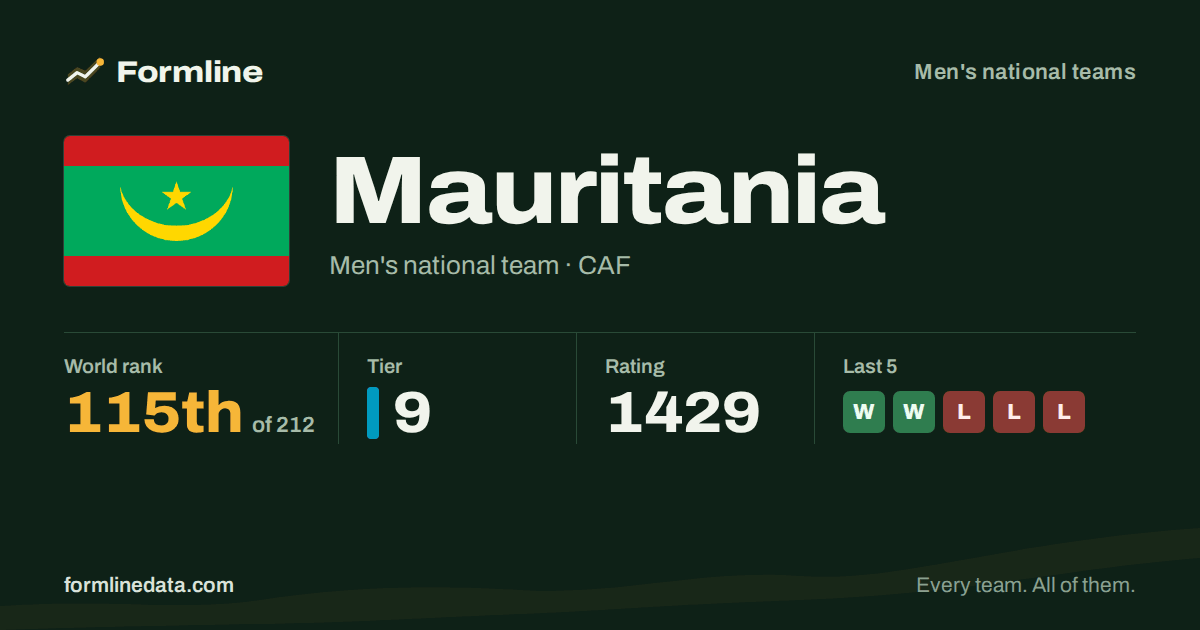 Formline
Men's national teams
Mauritania
Men's national team · CAF
World rank
115th of 212
Tier
9
Rating
1429
Last 5
W W L L L
formlinedata.com
Every team. All of them.